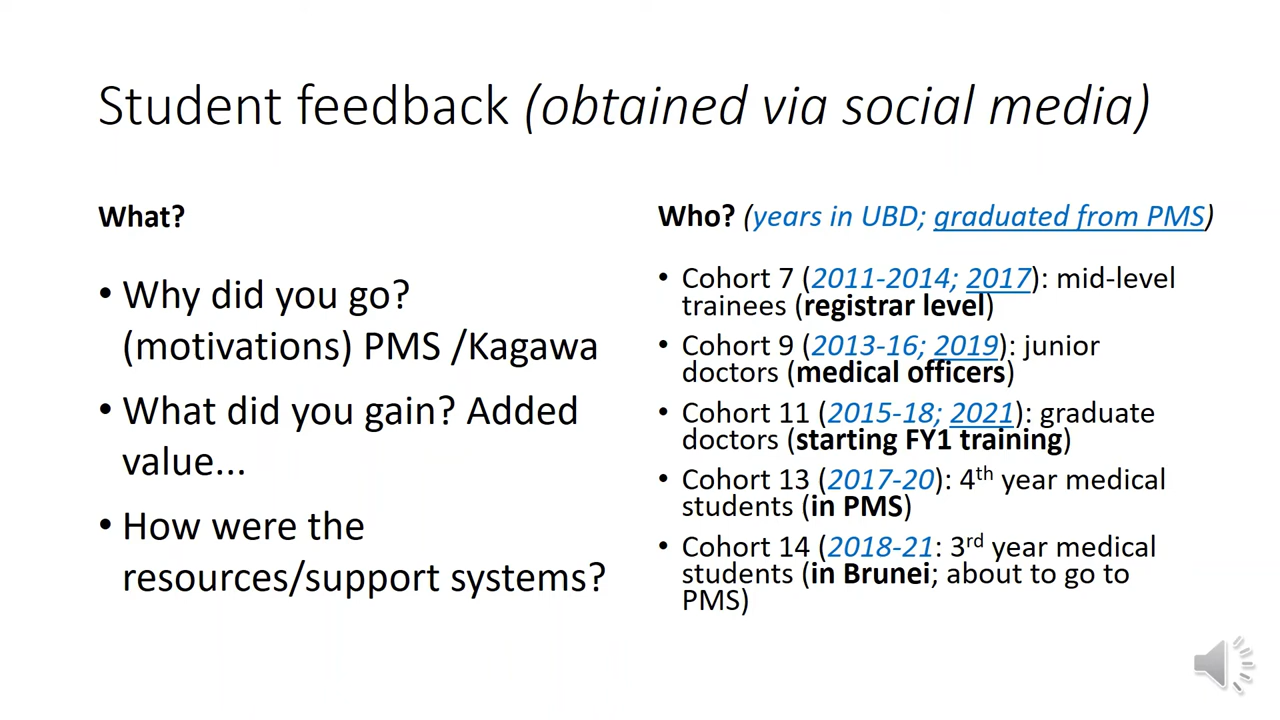 Student feedback (obtained via social media)
What?
• Why did you go?
(motivations) PMS /Kagawa
• What did you gain? Added
value...
• How were the
resources/support systems?
Who? (years in UBD; graduated from PMS)
• Cohort 7 (2011-2014; 2017): mid-level
trainees (registrar level)
• Cohort 9 (2013-16; 2019): junior
doctors (medical officers)
• Cohort 11 (2015-18; 2021): graduate
doctors (starting FY1 training)
• Cohort 13 (2017-20): 4th year medical
students (in PMS)
• Cohort 14 (2018-21: 3rd year medical
students (in Brunei; about to go to
PMS)